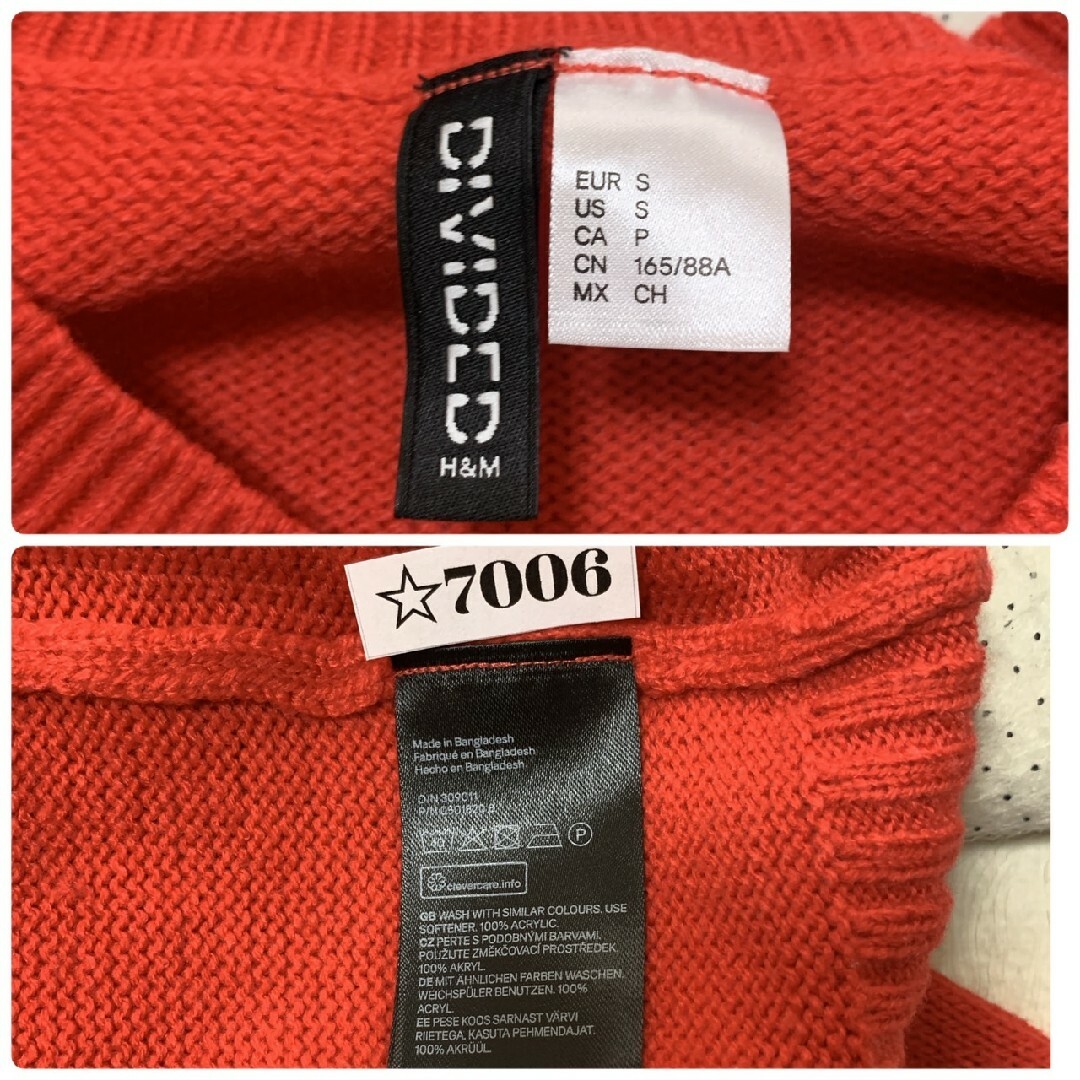 DIVIDED
H&M
EUR S
US S
CA P
CN 165/88A
MX CH
☆7006
Made in Bangladesh
Fabriqué en Bangladesh
Hecho en Bangladesh
P
clevercare.info
GB WASH WITH SIMILAR COLOURS. USE
SOFTENER. 100% ACRYLIC.
CZ PERTE S PODOBNÝMI BARVAMI.
POUŽIJTE ZMĚKČOVACÍ PROSTŘEDEK.
100% AKRYL.
DE MIT ÄHNLICHEN FARBEN WASCHEN.
WEICHSPÜLER BENUTZEN. 100%
ACRYL.
EE PESE KOOS SARNAST VÄRVI
RIIETEGA. KASUTA PEHMENDAJAT.
100% AKRÜÜL.